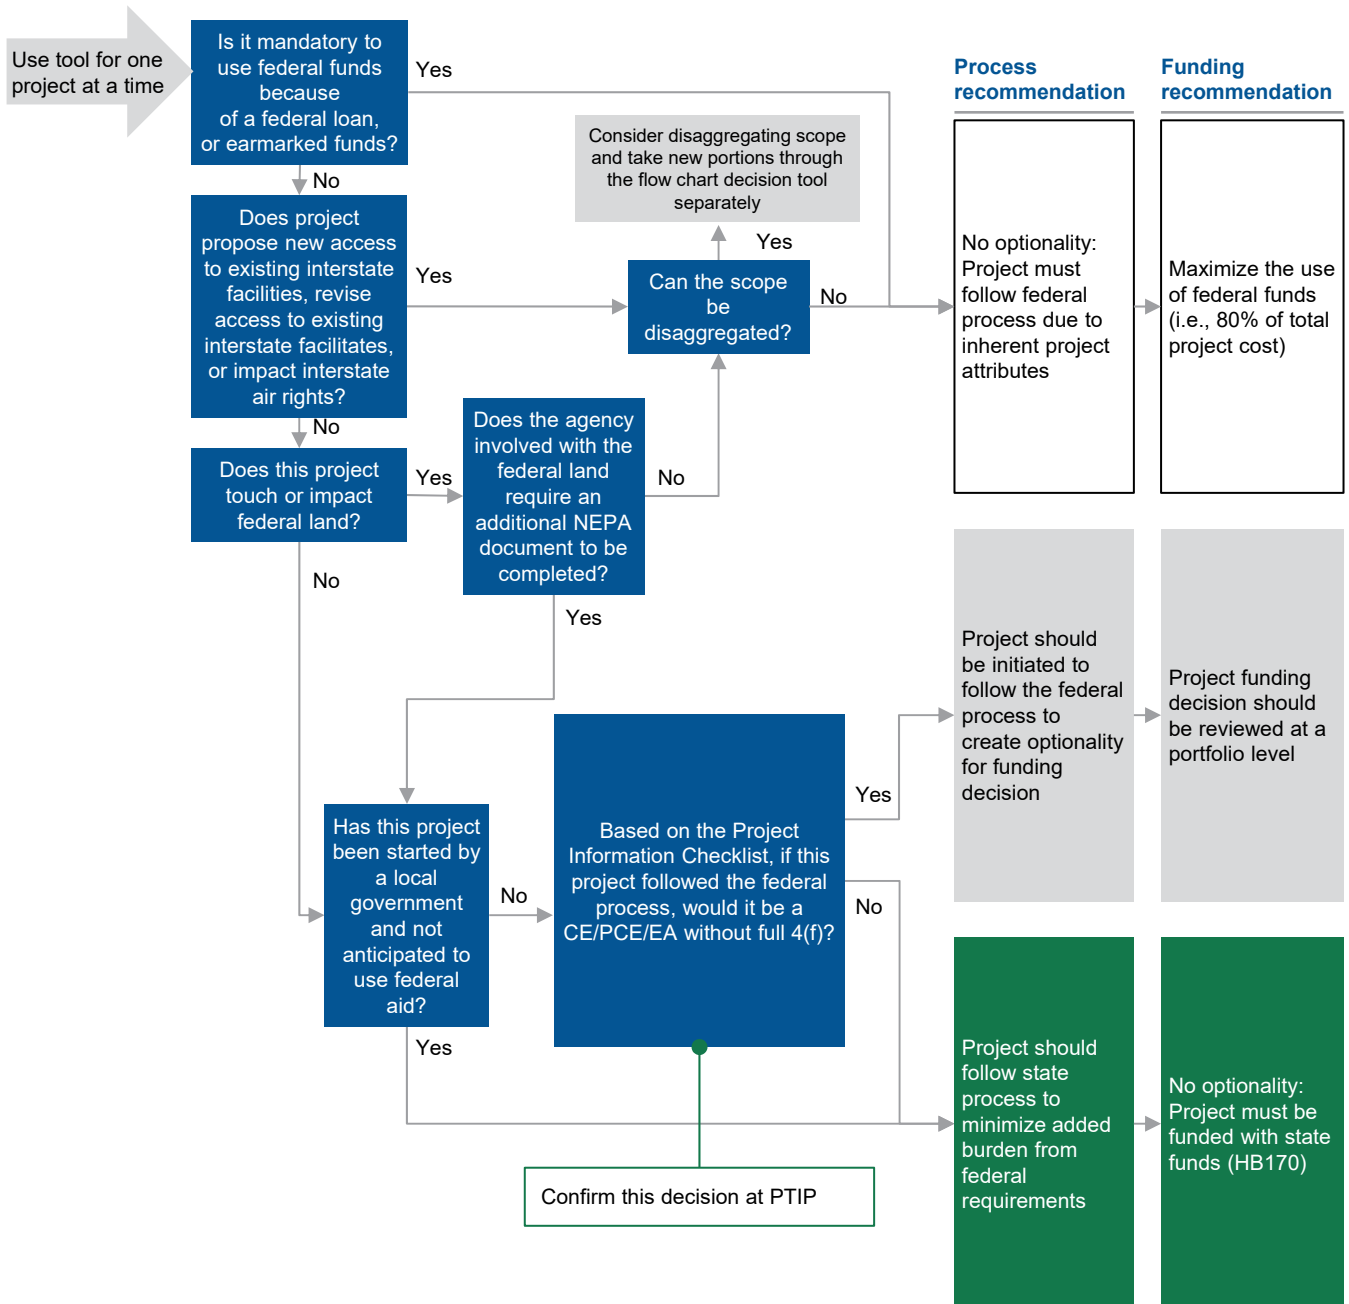 Use tool for one
project at a time
Is it mandatory to
use federal funds
because
of a federal loan,
or earmarked funds?
Yes
No
Does project
propose new access
to existing interstate
facilities, revise
access to existing
interstate facilitates,
or impact interstate
air rights?
Yes
No
Consider disaggregating scope
and take new portions through
the flow chart decision tool
separately
Yes
Can the scope
be
disaggregated?
No
Does this project
touch or impact
federal land?
Yes
No
Does the agency
involved with the
federal land
require an
additional NEPA
document to be
completed?
No
Yes
Has this project
been started by
a local
government
and not
anticipated to
use federal
aid?
No
Yes
Based on the Project
Information Checklist, if this
project followed the federal
process, would it be a
CE/PCE/EA without full 4(f)?
Yes
No
Confirm this decision at PTIP
Process
recommendation
Funding
recommendation
No optionality:
Project must
follow federal
process due to
inherent project
attributes
Maximize the use
of federal funds
(i.e., 80% of total
project cost)
Project should
be initiated to
follow the federal
process to
create optionality
for funding
decision
Project funding
decision should
be reviewed at a
portfolio level
Project should
follow state
process to
minimize added
burden from
federal
requirements
No optionality:
Project must be
funded with state
funds (HB170)